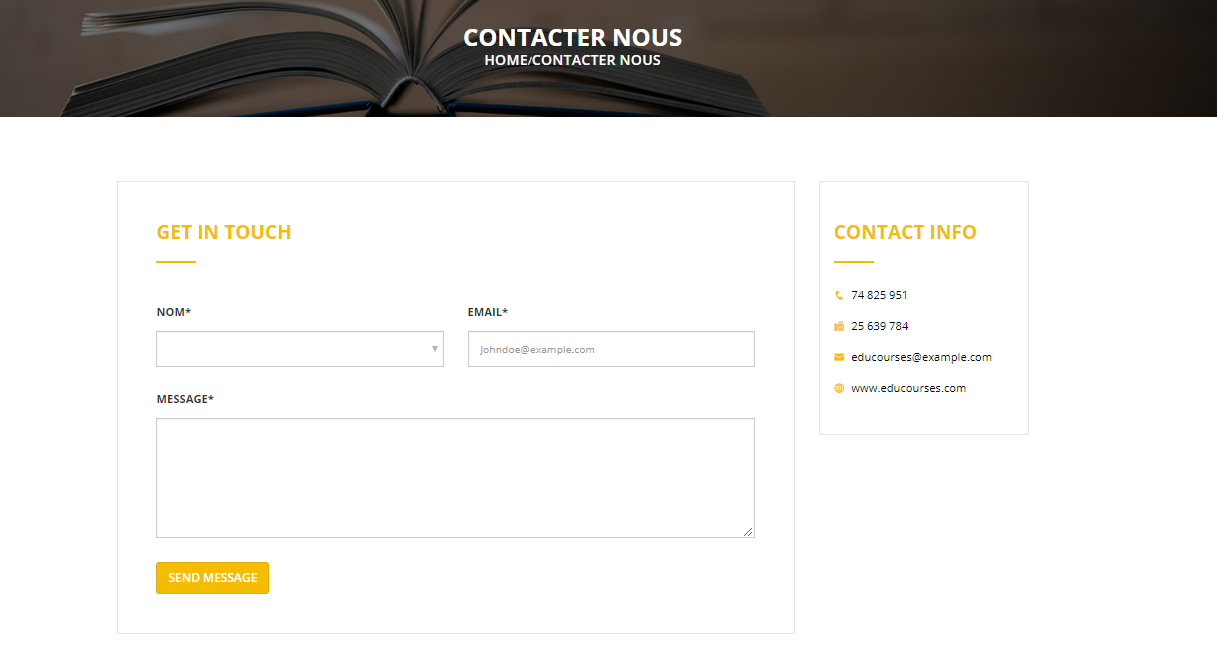 CONTACTER NOUS
HOME/CONTACTER NOUS
GET IN TOUCH
NOM*
EMAIL*
Johndoe@example.com
MESSAGE*
SEND MESSAGE
CONTACT INFO
74 825 951
25 639 784
educourses@example.com
www.educourses.com